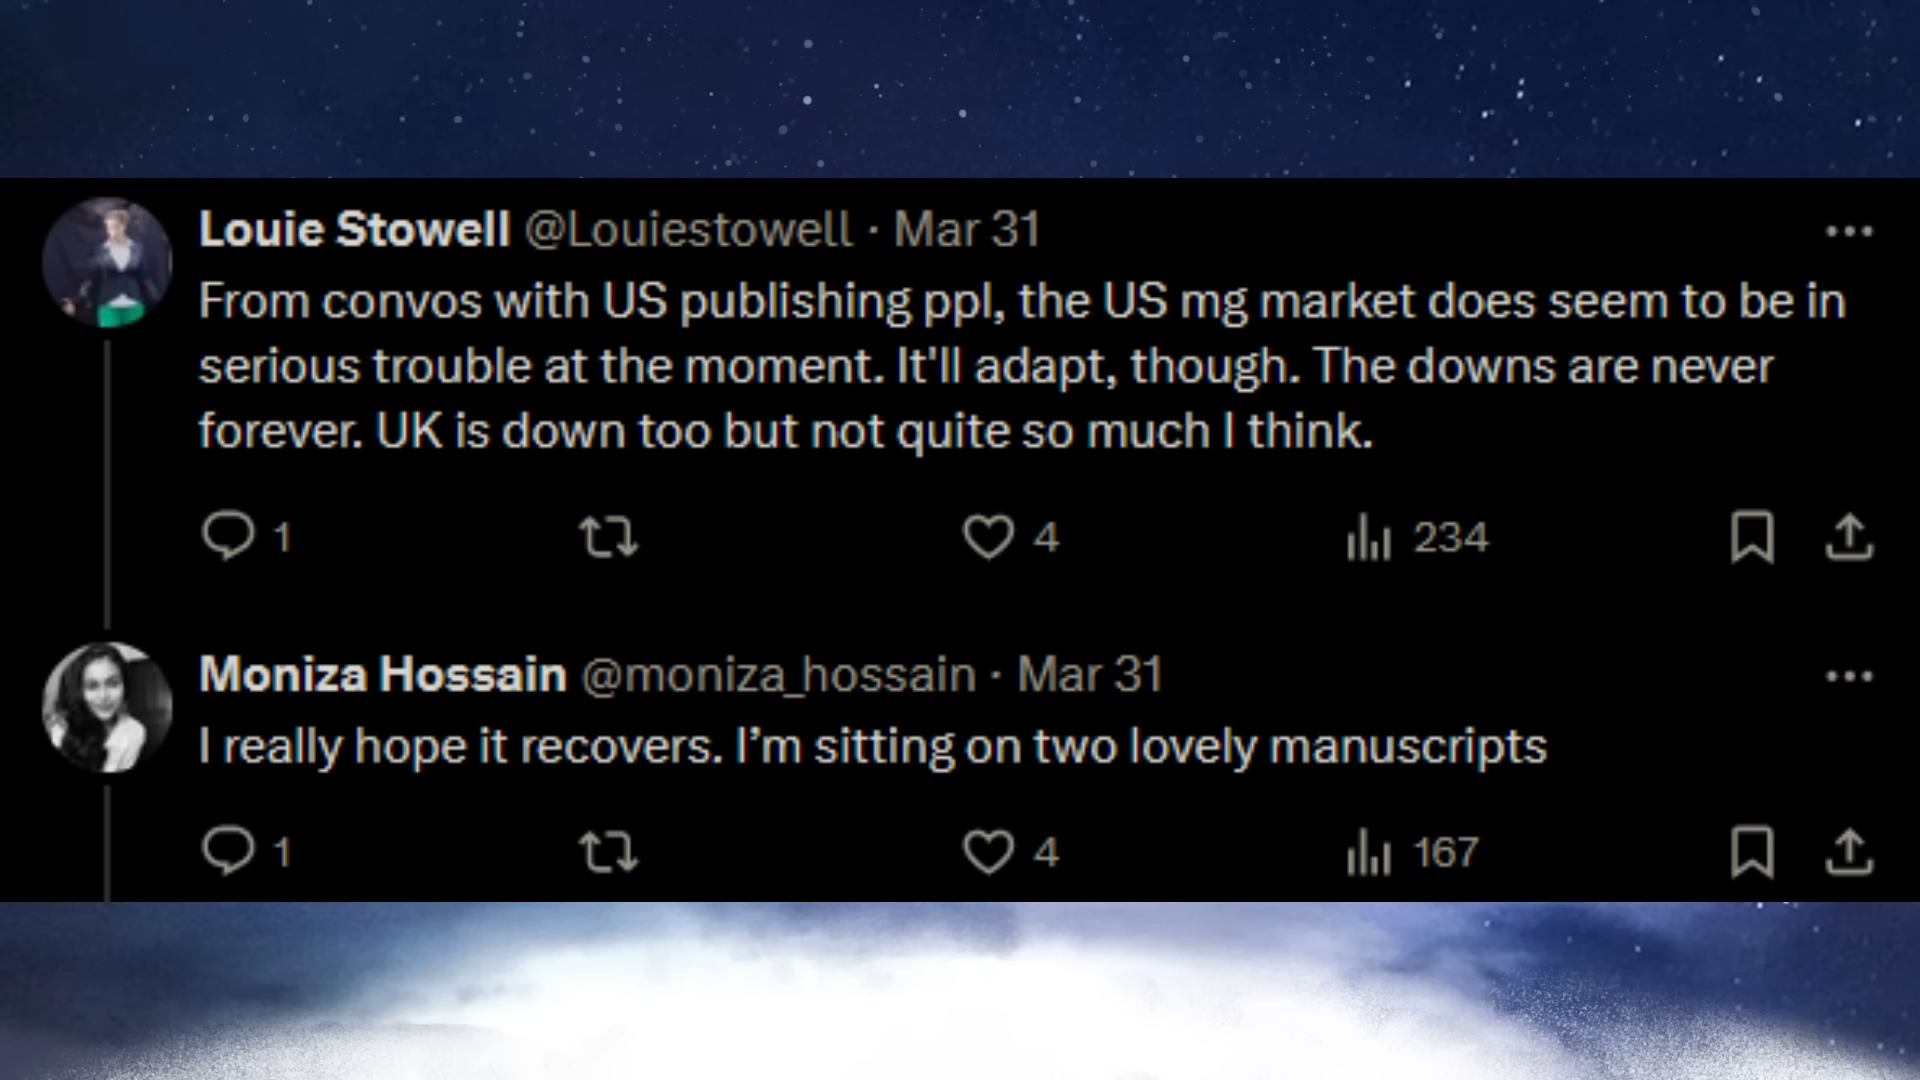 Louie Stowell @Louiestowell · Mar 31
From convos with US publishing ppl, the US mg market does seem to be in
serious trouble at the moment. It'll adapt, though. The downs are never
forever. UK is down too but not quite so much I think.
1 4 234
Moniza Hossain @moniza_hossain · Mar 31
I really hope it recovers. I’m sitting on two lovely manuscripts
1 4 167